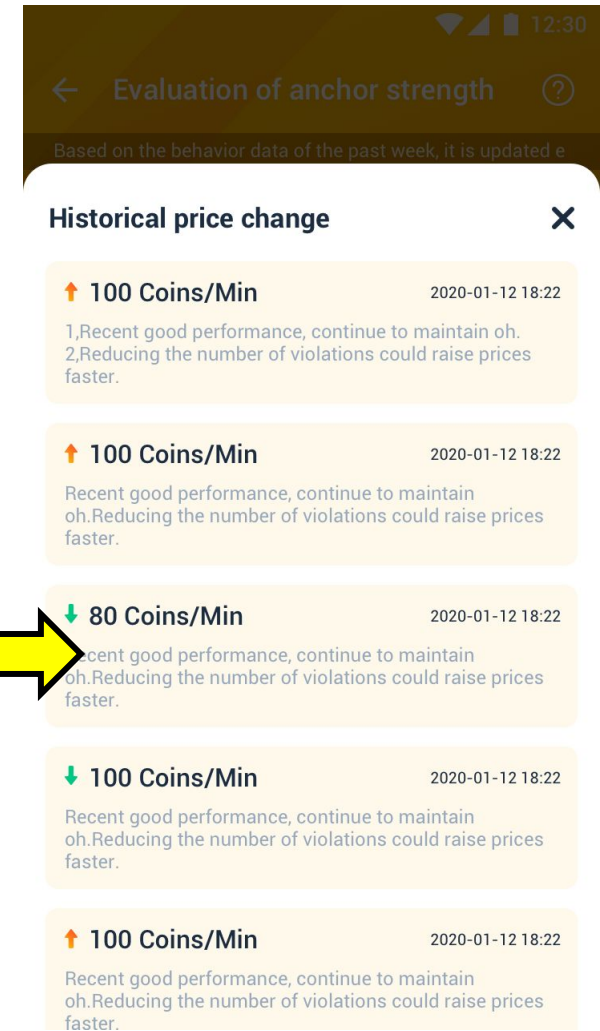 12:30
Evaluation of anchor strength
Based on the behavior data of the past week, it is updated e
Historical price change
100 Coins/Min 2020-01-12 18:22
1,Recent good performance, continue to maintain oh.
2,Reducing the number of violations could raise prices
faster.
100 Coins/Min 2020-01-12 18:22
Recent good performance, continue to maintain
oh.Reducing the number of violations could raise prices
faster.
80 Coins/Min 2020-01-12 18:22
ecent good performance, continue to maintain
oh.Reducing the number of violations could raise prices
faster.
100 Coins/Min 2020-01-12 18:22
Recent good performance, continue to maintain
oh.Reducing the number of violations could raise prices
faster.
100 Coins/Min 2020-01-12 18:22
Recent good performance, continue to maintain
oh.Reducing the number of violations could raise prices
faster.